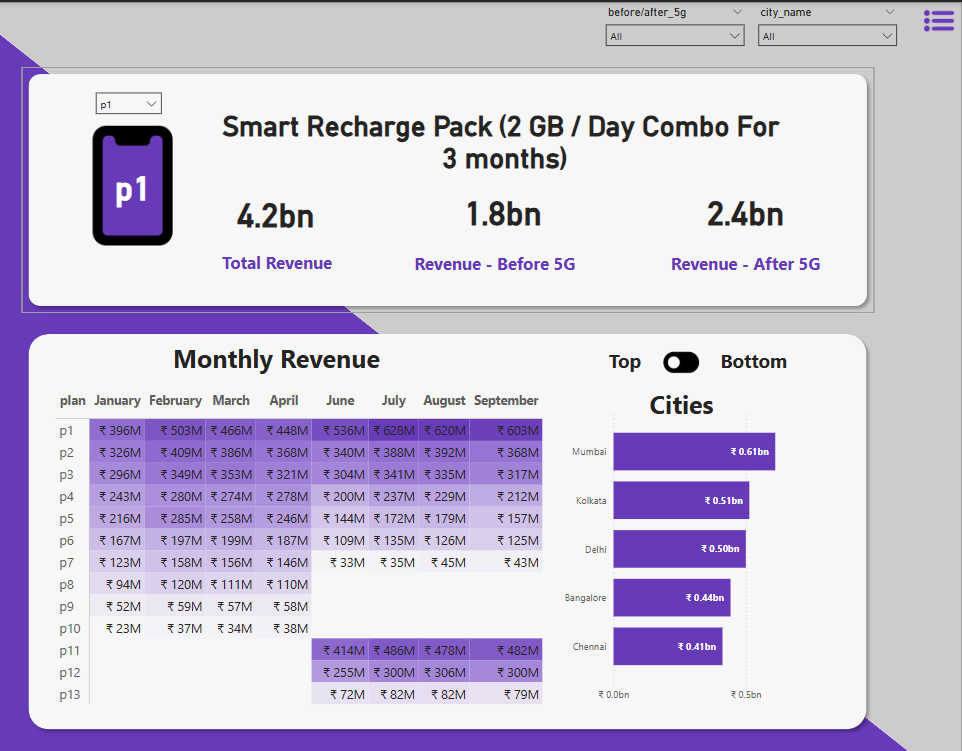 before/after_5g city_name
All All
p1
p1
Smart Recharge Pack (2 GB / Day Combo For
3 months)
4.2bn 1.8bn 2.4bn
Total Revenue Revenue - Before 5G Revenue - After 5G
Monthly Revenue
plan January February March April June July August September
p1 ₹ 396M ₹ 503M ₹ 466M ₹ 448M ₹ 536M ₹ 628M ₹ 620M ₹ 603M
p2 ₹ 326M ₹ 409M ₹ 386M ₹ 368M ₹ 340M ₹ 388M ₹ 392M ₹ 368M
p3 ₹ 296M ₹ 349M ₹ 353M ₹ 321M ₹ 304M ₹ 341M ₹ 335M ₹ 317M
p4 ₹ 243M ₹ 280M ₹ 274M ₹ 278M ₹ 200M ₹ 237M ₹ 229M ₹ 212M
p5 ₹ 216M ₹ 285M ₹ 258M ₹ 246M ₹ 144M ₹ 172M ₹ 179M ₹ 157M
p6 ₹ 167M ₹ 197M ₹ 199M ₹ 187M ₹ 109M ₹ 135M ₹ 126M ₹ 125M
p7 ₹ 123M ₹ 158M ₹ 156M ₹ 146M ₹ 33M ₹ 35M ₹ 45M ₹ 43M
p8 ₹ 94M ₹ 120M ₹ 111M ₹ 110M
p9 ₹ 52M ₹ 59M ₹ 57M ₹ 58M
p10 ₹ 23M ₹ 37M ₹ 34M ₹ 38M
p11 ₹ 414M ₹ 486M ₹ 478M ₹ 482M
p12 ₹ 255M ₹ 300M ₹ 306M ₹ 300M
p13 ₹ 72M ₹ 82M ₹ 82M ₹ 79M
Top Bottom
Cities
Mumbai ₹ 0.61bn
Kolkata ₹ 0.51bn
Delhi ₹ 0.50bn
Bangalore ₹ 0.44bn
Chennai ₹ 0.41bn
₹ 0.0bn ₹ 0.5bn